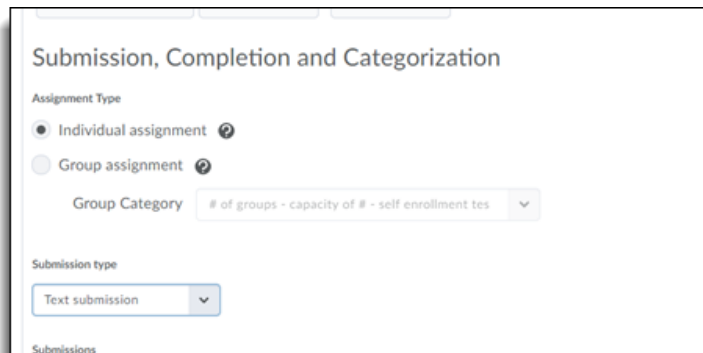 Submission, Completion and Categorization
Assignment Type
Individual assignment ?
Group assignment ?
Group Category # of groups - capacity of # - self enrollment tes
Submission type
Text submission
Submissions